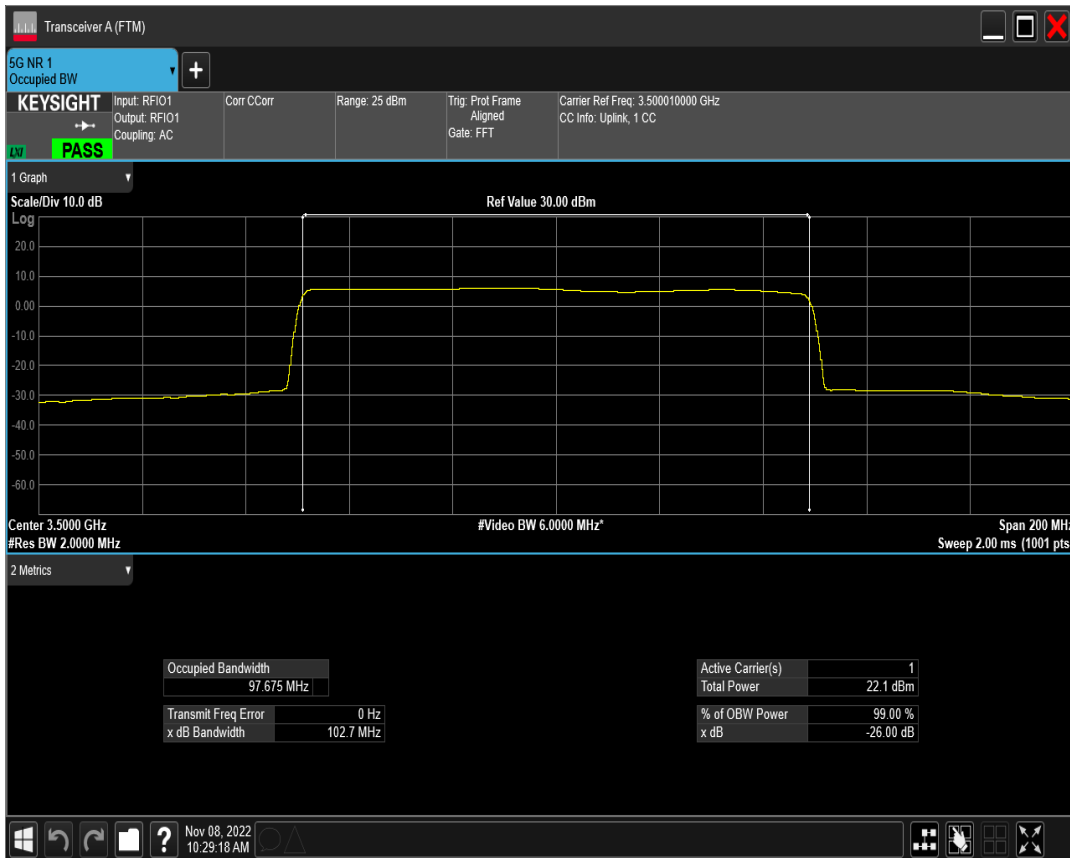 Transceiver A (FTM)
5G NR 1
Occupied BW
+
KEYSIGHT
LXI
PASS
Input: RFIO1
Output: RFIO1
Coupling: AC
Corr CCorr
Range: 25 dBm
Trig: Prot Frame
Aligned
Gate: FFT
Carrier Ref Freq: 3.500010000 GHz
CC Info: Uplink, 1 CC
1 Graph
Scale/Div 10.0 dB
Ref Value 30.00 dBm
Log
20.0
10.0
0.00
-10.0
-20.0
-30.0
-40.0
-50.0
-60.0
Center 3.5000 GHz
#Video BW 6.0000 MHz*
Span 200 MHz
#Res BW 2.0000 MHz
Sweep 2.00 ms (1001 pts
2 Metrics
Occupied Bandwidth
97.675 MHz
Transmit Freq Error 0 Hz
x dB Bandwidth 102.7 MHz
Active Carrier(s) 1
Total Power 22.1 dBm
% of OBW Power 99.00 %
x dB -26.00 dB
?
Nov 08, 2022
10:29:18 AM